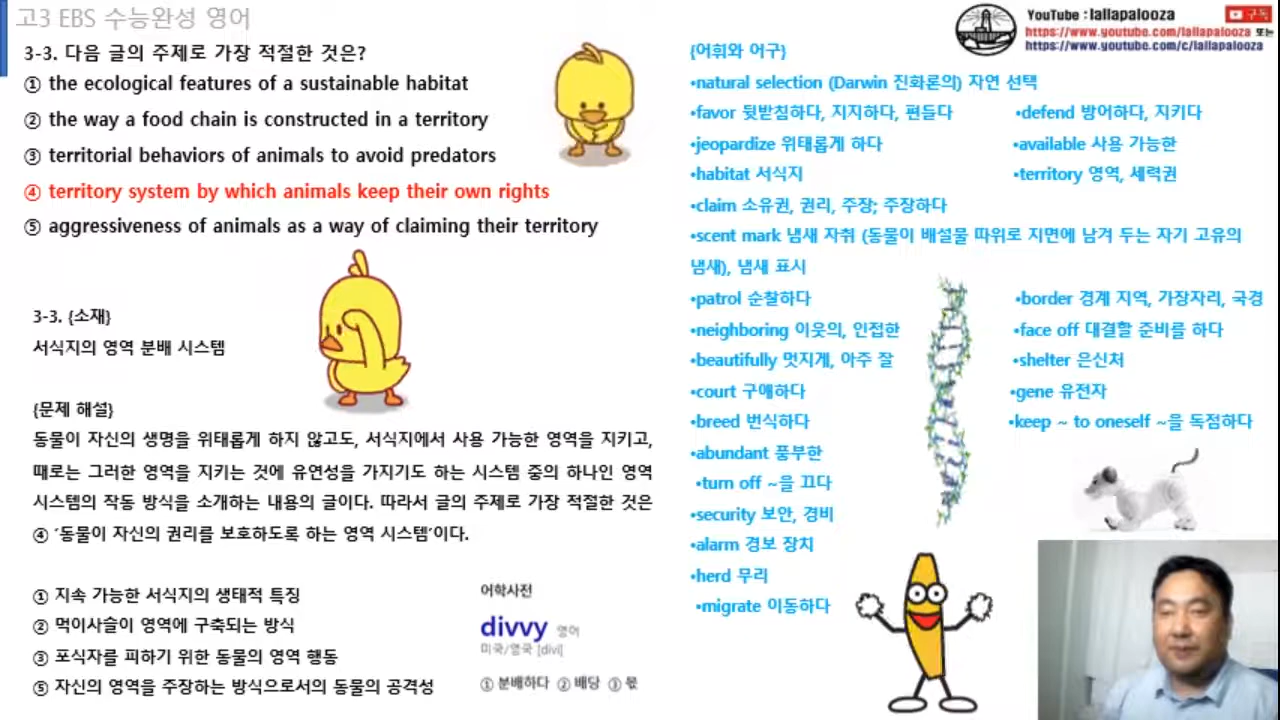 고3 EBS 수능완성 영어
3-3. 다음 글의 주제로 가장 적절한 것은?
① the ecological features of a sustainable habitat
② the way a food chain is constructed in a territory
③ territorial behaviors of animals to avoid predators
④ territory system by which animals keep their own rights
⑤ aggressiveness of animals as a way of claiming their territory
3-3. {소재}
서식지의 영역 분배 시스템
{문제 해설}
동물이 자신의 생명을 위태롭게 하지 않고도, 서식지에서 사용 가능한 영역을 지키고,
때로는 그러한 영역을 지키는 것에 유연성을 가지기도 하는 시스템 중의 하나인 영역
시스템의 작동 방식을 소개하는 내용의 글이다. 따라서 글의 주제로 가장 적절한 것은
④ ‘동물이 자신의 권리를 보호하도록 하는 영역 시스템’이다.
① 지속 가능한 서식지의 생태적 특징
② 먹이사슬이 영역에 구축되는 방식
③ 포식자를 피하기 위한 동물의 영역 행동
⑤ 자신의 영역을 주장하는 방식으로서의 동물의 공격성
어학사전
divvy 영어
미국/영국 [divi]
① 분배하다 ② 배당 ③ 몫
YouTube : lallapalooza
구독
https://www.youtube.com/lallapalooza 또는
https://www.youtube.com/c/lallapalooza
{어휘와 어구}
•natural selection (Darwin 진화론의) 자연 선택
•favor 뒷받침하다, 지지하다, 편들다 •defend 방어하다, 지키다
•jeopardize 위태롭게 하다 •available 사용 가능한
•habitat 서식지 •territory 영역, 세력권
•claim 소유권, 권리, 주장; 주장하다
•scent mark 냄새 자취 (동물이 배설물 따위로 지면에 남겨 두는 자기 고유의
냄새), 냄새 표시
•patrol 순찰하다 •border 경계 지역, 가장자리, 국경
•neighboring 이웃의, 인접한 •face off 대결할 준비를 하다
•beautifully 멋지게, 아주 잘 •shelter 은신처
•court 구애하다 •gene 유전자
•breed 번식하다 •keep ~ to oneself ~을 독점하다
•abundant 풍부한
•turn off ~을 끄다
•security 보안, 경비
•alarm 경보 장치
•herd 무리
•migrate 이동하다